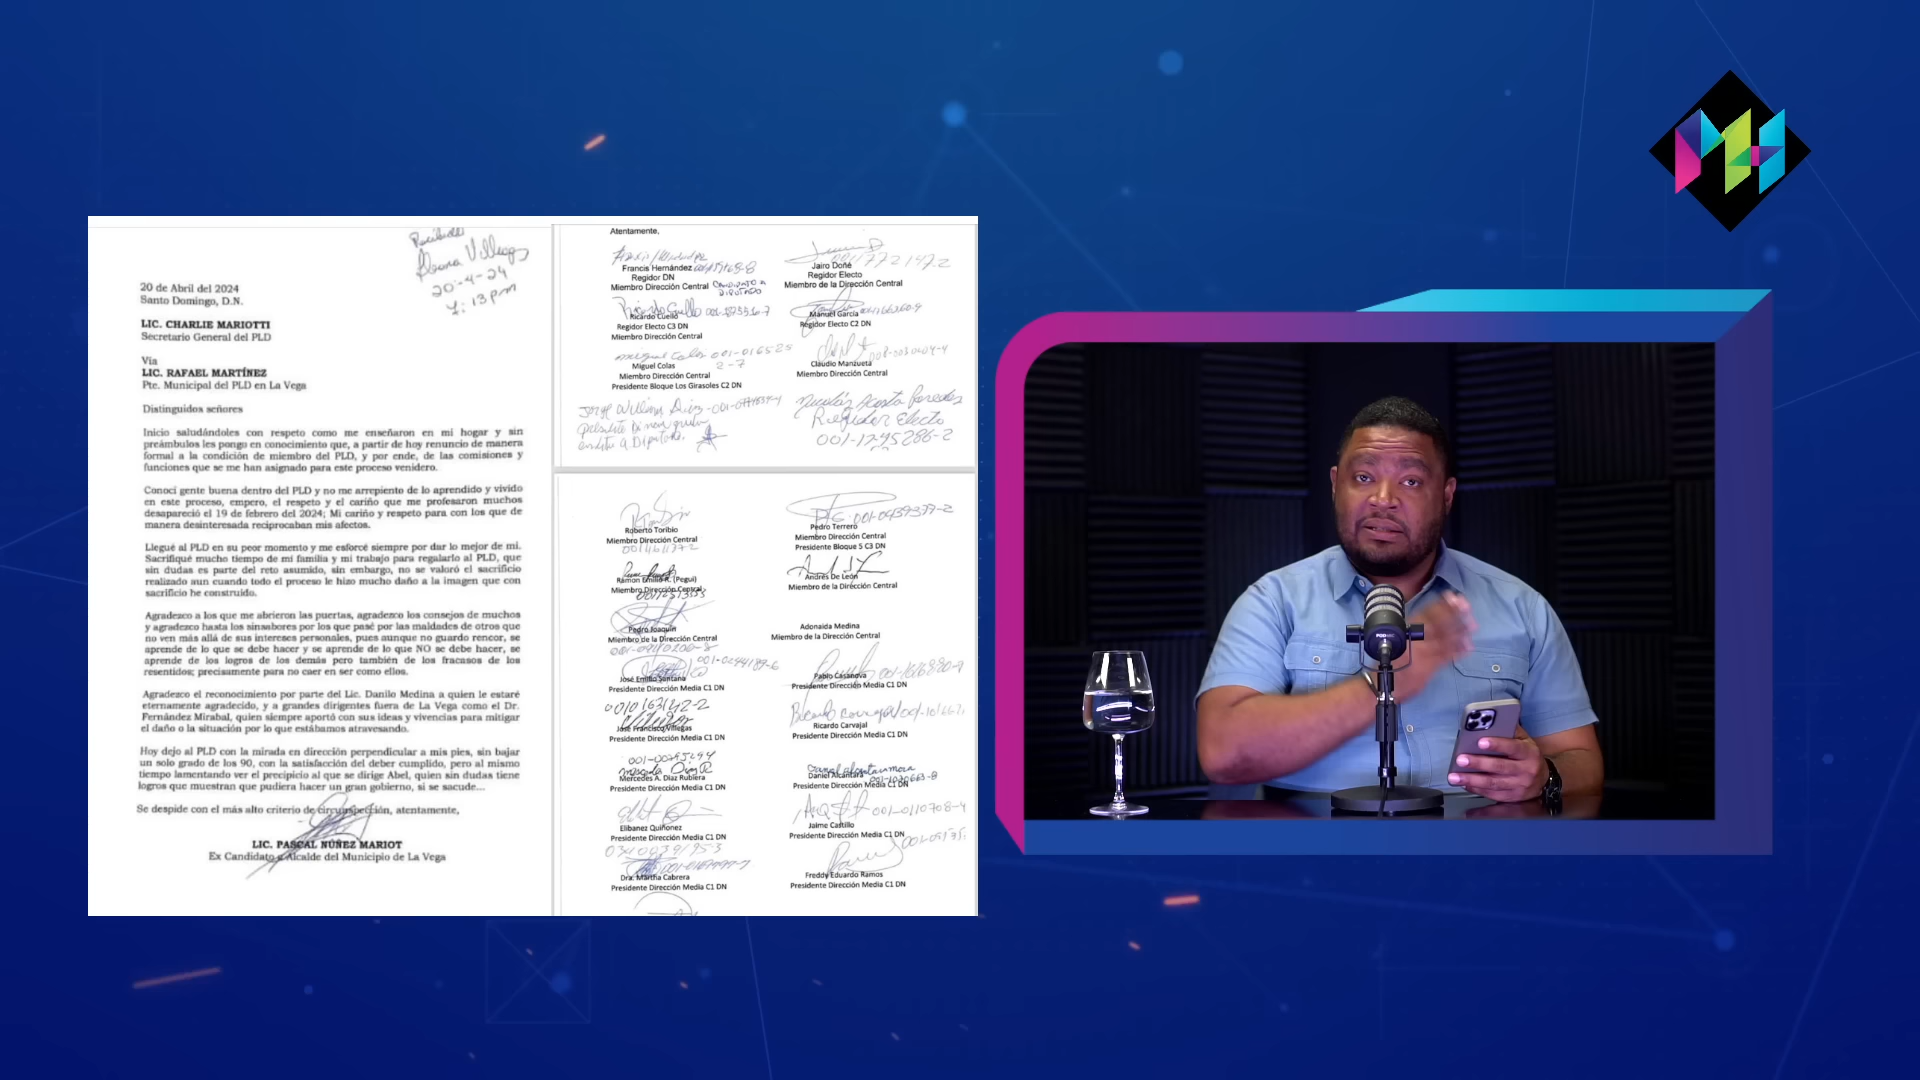 Recibido
20-4-24
4:13 pm
20 de Abril del 2024
Santo Domingo, D.N.
LIC. CHARLIE MARIOTTI
Secretario General del PLD
Vía
LIC. RAFAEL MARTÍNEZ
Pte. Municipal del PLD en La Vega
Distinguidos señores
Inicio saludándoles con respeto como me enseñaron en mi hogar y sin
preámbulos les pongo en conocimiento que, a partir de hoy renuncio de manera
formal a la condición de miembro del PLD, y por ende, de las comisiones y
funciones que se me han asignado para este proceso venidero.
Conocí gente buena dentro del PLD y no me arrepiento de lo aprendido y vivido
en este proceso, empero, el respeto y el cariño que me profesaron muchos
desapareció el 19 de febrero del 2024; Mi cariño y respeto para con los que de
manera desinteresada reciprocaban mis afectos.
Llegué al PLD en su peor momento y me esforcé siempre por dar lo mejor de mi.
Sacrifiqué mucho tiempo de mi familia y mi trabajo para regalarlo al PLD, que
sin dudas es parte del reto asumido, sin embargo, no se valoró el sacrificio
realizado aun cuando todo el proceso le hizo mucho daño a la imagen que con
sacrificio he construido.
Agradezco a los que me abrieron las puertas, agradezco los consejos de muchos
y agradezco hasta los sinsabores por los que pasé por las maldades de otros que
no ven más allá de sus intereses personales, pues aunque no guardo rencor, se
aprende de lo que se debe hacer y se aprende de lo que NO se debe hacer, se
aprende de los logros de los demás pero también de los fracasos de los
resentidos; precisamente para no caer en ser como ellos.
Agradezco el reconocimiento por parte del Lic. Danilo Medina a quien le estaré
eternamente agradecido, y a grandes dirigentes fuera de La Vega como el Dr.
Fernández Mirabal, quien siempre aportó con sus ideas y vivencias para mitigar
el daño o la situación por lo que estábamos atravesando.
Hoy dejo al PLD con la mirada en dirección perpendicular a mis pies, sin bajar
un solo grado de los 90, con la satisfacción del deber cumplido, pero al mismo
tiempo lamentando ver el precipicio al que se dirige Abel, quien sin dudas tiene
logros que muestran que pudiera hacer un gran gobierno, si se sacude...
Se despide con el más alto criterio de circunspección, atentamente,
LIC. PASCAL NÚÑEZ MARIOT
Ex Candidato a Alcalde del Municipio de La Vega
Atentamente,
Francis Hernández
Regidor DN
Miembro Dirección Central CANDIDATO A DIPUTADO
Jairo Doñé
Regidor Electo
Miembro de la Dirección Central
Ricardo Cuello
Regidor Electo C3 DN
Miembro Dirección Central
Manuel García
Regidor Electo C2 DN
Miguel Colas
Miembro Dirección Central
Presidente Bloque Los Girasoles C2 DN
Claudio Manzueta
Miembro Dirección Central
Nicolás Acosta Paredes
Regidor Electo
001-1295286-2
Roberto Toribio
Miembro Dirección Central
Pedro Terrero
Miembro Dirección Central
Presidente Bloque 5 C3 DN
Ramon Emilio R. (Pegui)
Miembro Dirección Central
Andrés De León
Miembro de la Dirección Central
Pedro Joaquín
Miembro de la Dirección Central
Adonaida Medina
Miembro de la Dirección Central
José Emilio Santana
Presidente Dirección Media C1 DN
Pablo Casanova
Presidente Dirección Media C1 DN
José Francisco Villegas
Presidente Dirección Media C1 DN
Ricardo Carvajal
Presidente Dirección Media C1 DN
Mercedes A. Díaz Rubiera
Presidente Dirección Media C1 DN
Daniel Alcántara
Presidente Dirección Media C1 DN
Elibanez Quiñonez
Presidente Dirección Media C1 DN
Jaime Castillo
Presidente Dirección Media C1 DN
Dra. Martha Cabrera
Presidente Dirección Media C1 DN
Freddy Eduardo Ramos
Presidente Dirección Media C1 DN